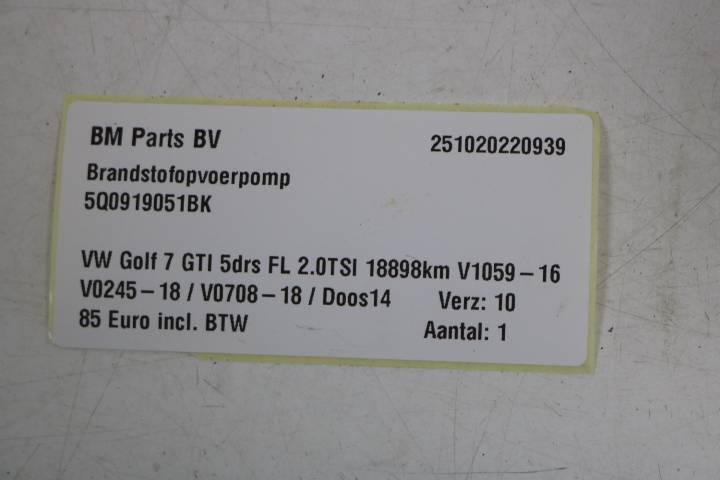 BM Parts BV 251020220939
Brandstofopvoerpomp
5Q0919051BK
VW Golf 7 GTI 5drs FL 2.0TSI 18898km V1059-16
V0245-18 / V0708-18 / Doos14 Verz: 10
85 Euro incl. BTW Aantal: 1